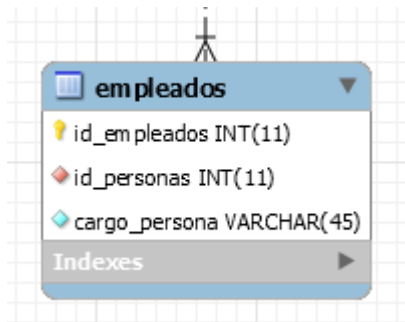 empleados
id_empleados INT(11)
id_personas INT(11)
cargo_persona VARCHAR(45)
Indexes